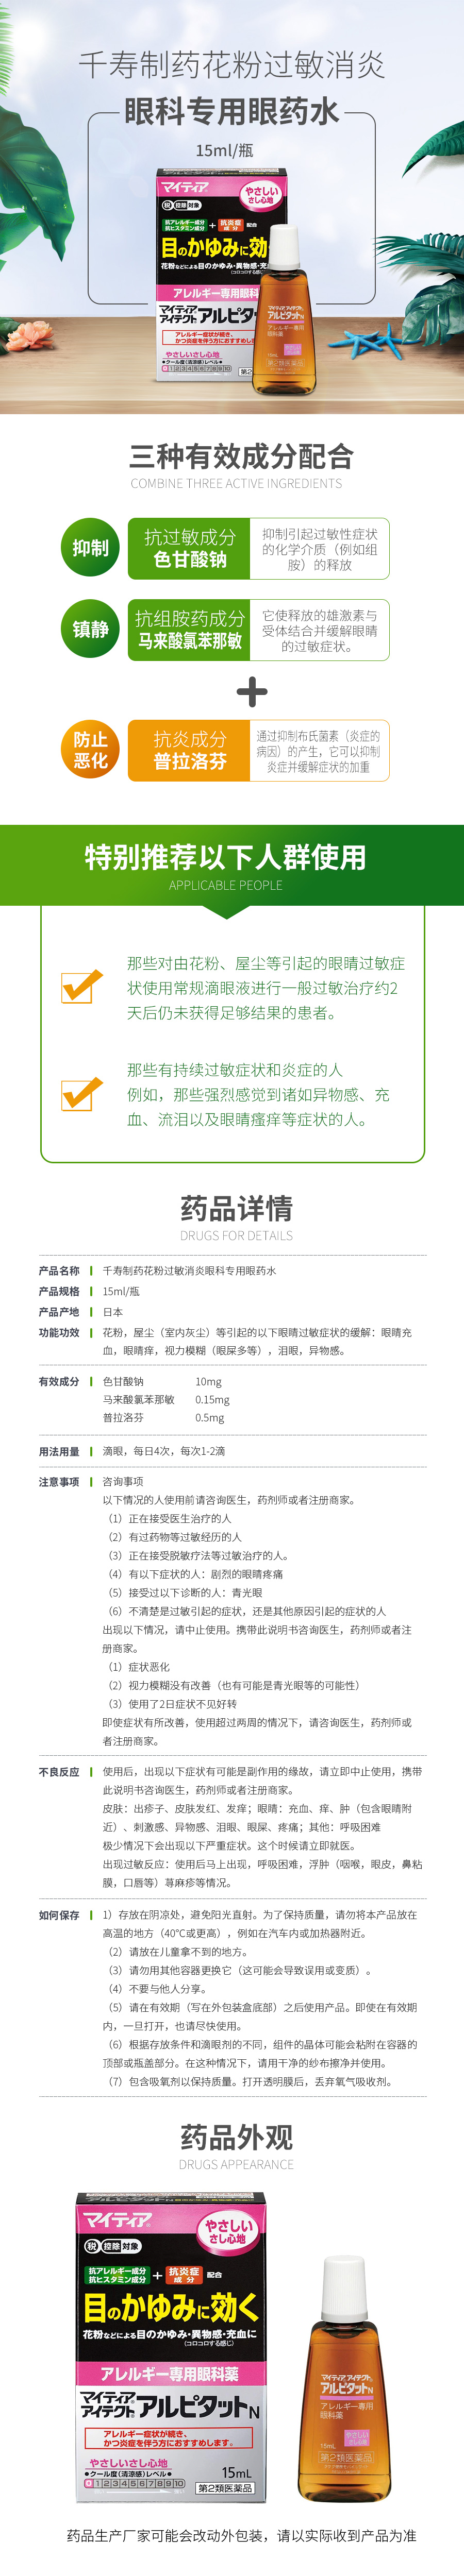 千寿制药花粉过敏消炎
眼科专用眼药水
15ml/瓶
マイティア
やさしい
さし心地
税 控除 対象
抗アレルギー成分
抗ヒスタミン成分
+
抗炎症
成分
配合
目のかゆみに効
花粉などによる目のかゆみ・異物感・充
アレルギー専用眼科
マイティア
アイテクト
アルピタッ
アレルギー症状が続き、
かつ炎症を伴う方におすすめし
やさしいさし心地
●クール度(清涼感)レベル●
0 1 2 3 4 5 6 7 8 9 10
第2
マイティア アイテクト
アルピタットN
アレルギー専用
眼科薬
やさしい
さし心地
15mL
第2類医薬品
三种有效成分配合
COMBINE THREE ACTIVE INGREDIENTS
抑制
抗过敏成分
色甘酸钠
抑制引起过敏性症状
的化学介质（例如组
胺）的释放
镇静
抗组胺药成分
马来酸氯苯那敏
它使释放的雄激素与
受体结合并缓解眼睛
的过敏症状。
+
防止
恶化
抗炎成分
普拉洛芬
通过抑制布氏菌素（炎症的
病因）的产生，它可以抑制
炎症并缓解症状的加重
特别推荐以下人群使用
APPLICABLE PEOPLE
那些对由花粉、屋尘等引起的眼睛过敏症
状使用常规滴眼液进行一般过敏治疗约2
天后仍未获得足够结果的患者。
那些有持续过敏症状和炎症的人
例如，那些强烈感觉到诸如异物感、充
血、流泪以及眼睛瘙痒等症状的人。
药品详情
DRUGS FOR DETAILS
产品名称 千寿制药花粉过敏消炎眼科专用眼药水
产品规格 15ml/瓶
产品产地 日本
功能功效 花粉，屋尘（室内灰尘）等引起的以下眼睛过敏症状的缓解：眼睛充
血，眼睛痒，视力模糊（眼屎多等），泪眼，异物感。
有效成分 色甘酸钠 10mg
马来酸氯苯那敏 0.15mg
普拉洛芬 0.5mg
用法用量 滴眼，每日4次，每次1-2滴
注意事项 咨询事项
以下情况的人使用前请咨询医生，药剂师或者注册商家。
（1）正在接受医生治疗的人
（2）有过药物等过敏经历的人
（3）正在接受脱敏疗法等过敏治疗的人。
（4）有以下症状的人：剧烈的眼睛疼痛
（5）接受过以下诊断的人：青光眼
（6）不清楚是过敏引起的症状，还是其他原因引起的症状的人
出现以下情况，请中止使用。携带此说明书咨询医生，药剂师或者注
册商家。
（1）症状恶化
（2）视力模糊没有改善（也有可能是青光眼等的可能性）
（3）使用了2日症状不见好转
即使症状有所改善，使用超过两周的情况下，请咨询医生，药剂师或
者注册商家。
不良反应 使用后，出现以下症状有可能是副作用的缘故，请立即中止使用，携带
此说明书咨询医生，药剂师或者注册商家。
皮肤：出疹子、皮肤发红、发痒；眼睛：充血、痒、肿（包含眼睛附
近）、刺激感、异物感、泪眼、眼屎、疼痛；其他：呼吸困难
极少情况下会出现以下严重症状。这个时候请立即就医。
出现过敏反应：使用后马上出现，呼吸困难，浮肿（咽喉，眼皮，鼻粘
膜，口唇等）荨麻疹等情况。
如何保存 1）存放在阴凉处，避免阳光直射。为了保持质量，请勿将本产品放在
高温的地方（40℃或更高），例如在汽车内或加热器附近。
（2）请放在儿童拿不到的地方。
（3）请勿用其他容器更换它（这可能会导致误用或变质）。
（4）不要与他人分享。
（5）请在有效期（写在外包装盒底部）之后使用产品。即使在有效期
内，一旦打开，也请尽快使用。
（6）根据存放条件和滴眼剂的不同，组件的晶体可能会粘附在容器的
顶部或瓶盖部分。在这种情况下，请用干净的纱布擦净并使用。
（7）包含吸氧剂以保持质量。打开透明膜后，丢弃氧气吸收剂。
药品外观
DRUGS APPEARANCE
マイティア
やさしい
さし心地
税 控除 対象
抗アレルギー成分
抗ヒスタミン成分
+
抗炎症
成分
配合
目のかゆみに効く
花粉などによる目のかゆみ・異物感・充血に
(コロコロする感じ)
アレルギー専用眼科薬
マイティア
アイテクト
アルピタットN
アレルギー症状が続き、
かつ炎症を伴う方におすすめします。
やさしいさし心地
●クール度(清涼感)レベル●
0 1 2 3 4 5 6 7 8 9 10
15mL
第2類医薬品
マイティア アイテクト
アルピタットN
アレルギー専用
眼科薬
やさしい
さし心地
15mL
第2類医薬品
药品生产厂家可能会改动外包装，请以实际收到产品为准